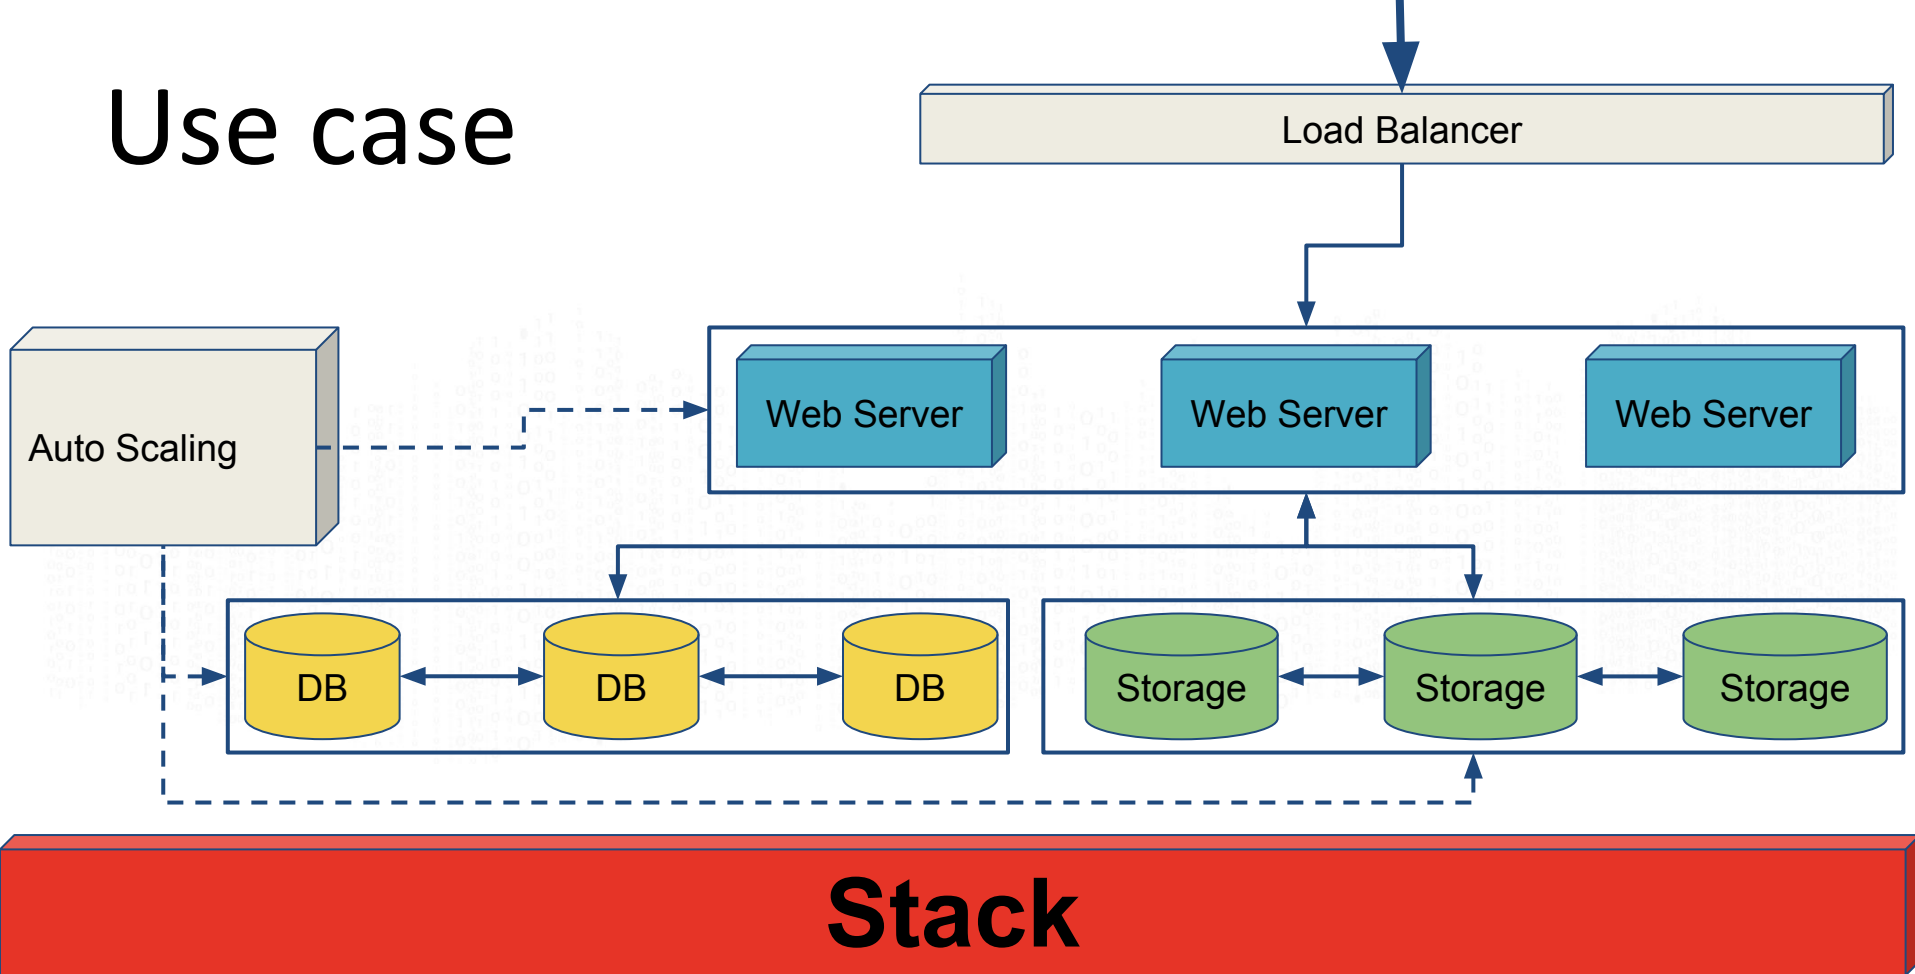 Use case
Load Balancer
Auto Scaling
Web Server
Web Server
Web Server
DB
DB
DB
Storage
Storage
Storage
Stack